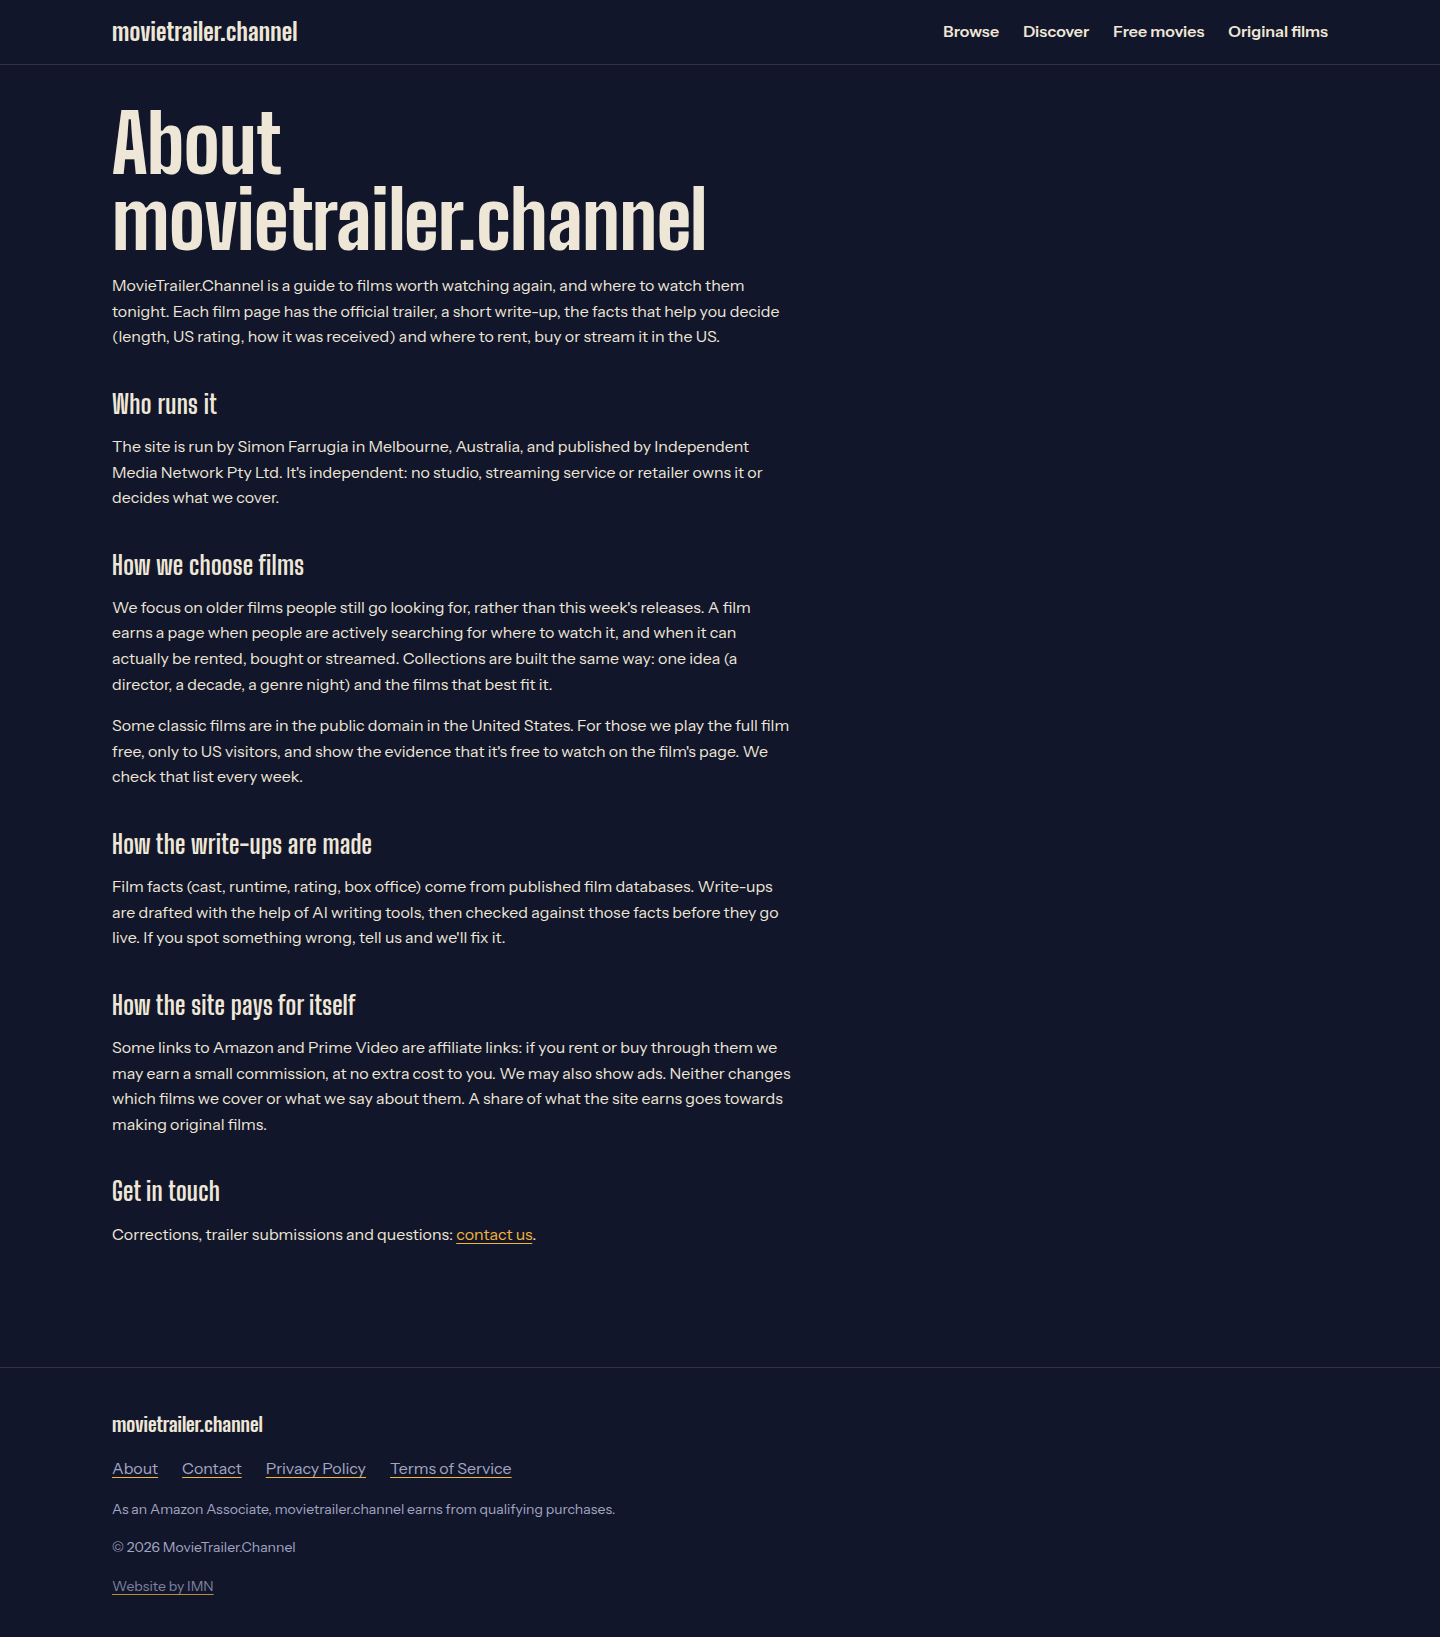 movietrailer.channel
Browse Discover Free movies Original films
About
movietrailer.channel
MovieTrailer.Channel is a guide to films worth watching again, and where to watch them
tonight. Each film page has the official trailer, a short write-up, the facts that help you decide
(length, US rating, how it was received) and where to rent, buy or stream it in the US.
Who runs it
The site is run by Simon Farrugia in Melbourne, Australia, and published by Independent
Media Network Pty Ltd. It's independent: no studio, streaming service or retailer owns it or
decides what we cover.
How we choose films
We focus on older films people still go looking for, rather than this week's releases. A film
earns a page when people are actively searching for where to watch it, and when it can
actually be rented, bought or streamed. Collections are built the same way: one idea (a
director, a decade, a genre night) and the films that best fit it.
Some classic films are in the public domain in the United States. For those we play the full film
free, only to US visitors, and show the evidence that it's free to watch on the film's page. We
check that list every week.
How the write-ups are made
Film facts (cast, runtime, rating, box office) come from published film databases. Write-ups
are drafted with the help of AI writing tools, then checked against those facts before they go
live. If you spot something wrong, tell us and we'll fix it.
How the site pays for itself
Some links to Amazon and Prime Video are affiliate links: if you rent or buy through them we
may earn a small commission, at no extra cost to you. We may also show ads. Neither changes
which films we cover or what we say about them. A share of what the site earns goes towards
making original films.
Get in touch
Corrections, trailer submissions and questions: contact us.
movietrailer.channel
About Contact Privacy Policy Terms of Service
As an Amazon Associate, movietrailer.channel earns from qualifying purchases.
© 2026 MovieTrailer.Channel
Website by IMN